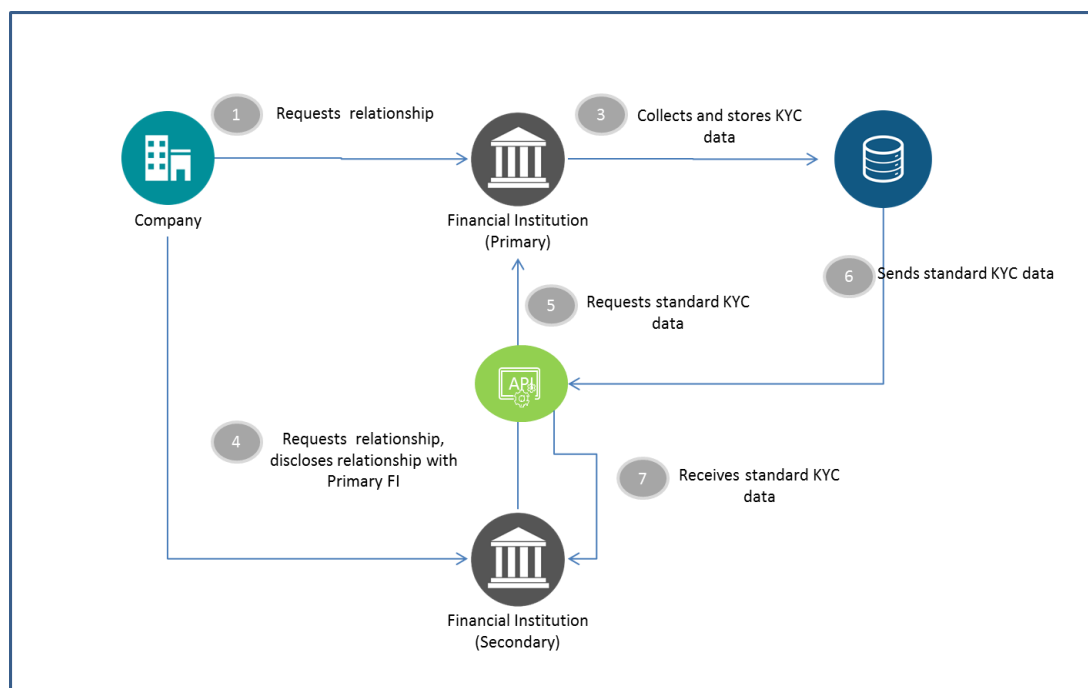 1
Requests relationship
3
Collects and stores KYC
data
Company
Financial Institution
(Primary)
6
Sends standard KYC data
5
Requests standard KYC
data
API
4
Requests relationship,
discloses relationship with
Primary FI
7
Receives standard KYC
data
Financial Institution
(Secondary)